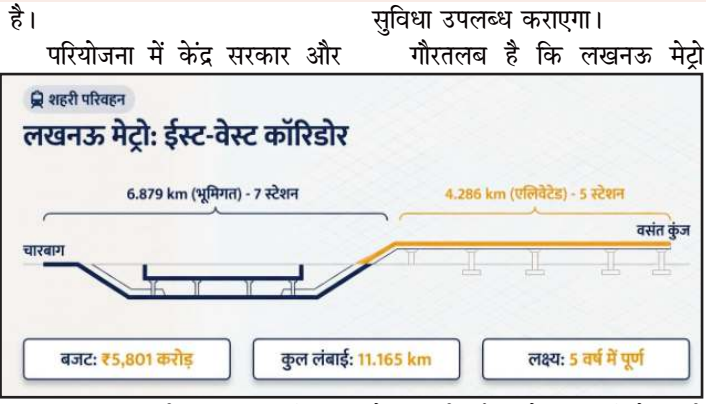 है।
परियोजना में केंद्र सरकार और
सुविधा उपलब्ध कराएगा।
गौरतलब है कि लखनऊ मेट्रो
शहरी परिवहन
लखनऊ मेट्रो: ईस्ट-वेस्ट कॉरिडोर
6.879 km (भूमिगत) - 7 स्टेशन
4.286 km (एलिवेटेड) - 5 स्टेशन
चारबाग
वसंत कुंज
बजट: ₹5,801 करोड़
कुल लंबाई: 11.165 km
लक्ष्य: 5 वर्ष में पूर्ण